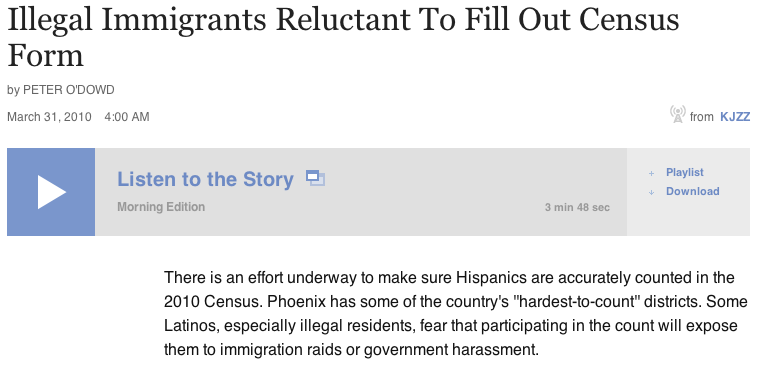 Illegal Immigrants Reluctant To Fill Out Census
Form
by PETER O'DOWD
March 31, 2010 4:00 AM
from KJZZ
Listen to the Story
Morning Edition
3 min 48 sec
Playlist
Download
There is an effort underway to make sure Hispanics are accurately counted in the
2010 Census. Phoenix has some of the country's "hardest-to-count" districts. Some
Latinos, especially illegal residents, fear that participating in the count will expose
them to immigration raids or government harassment.